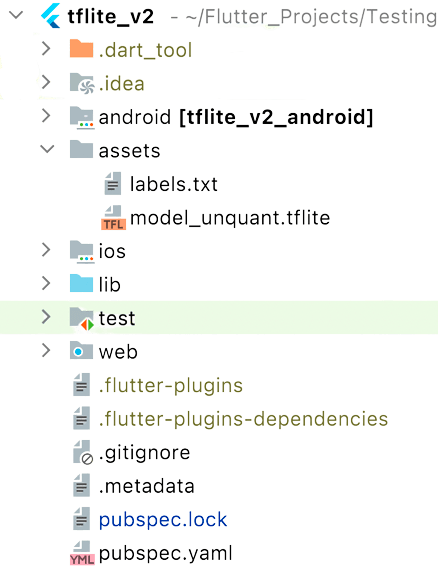 tflite_v2 - ~/Flutter_Projects/Testing
.dart_tool
.idea
android [tflite_v2_android]
assets
labels.txt
TFL model_unquant.tflite
ios
lib
test
web
.flutter-plugins
.flutter-plugins-dependencies
.gitignore
.metadata
pubspec.lock
YML pubspec.yaml